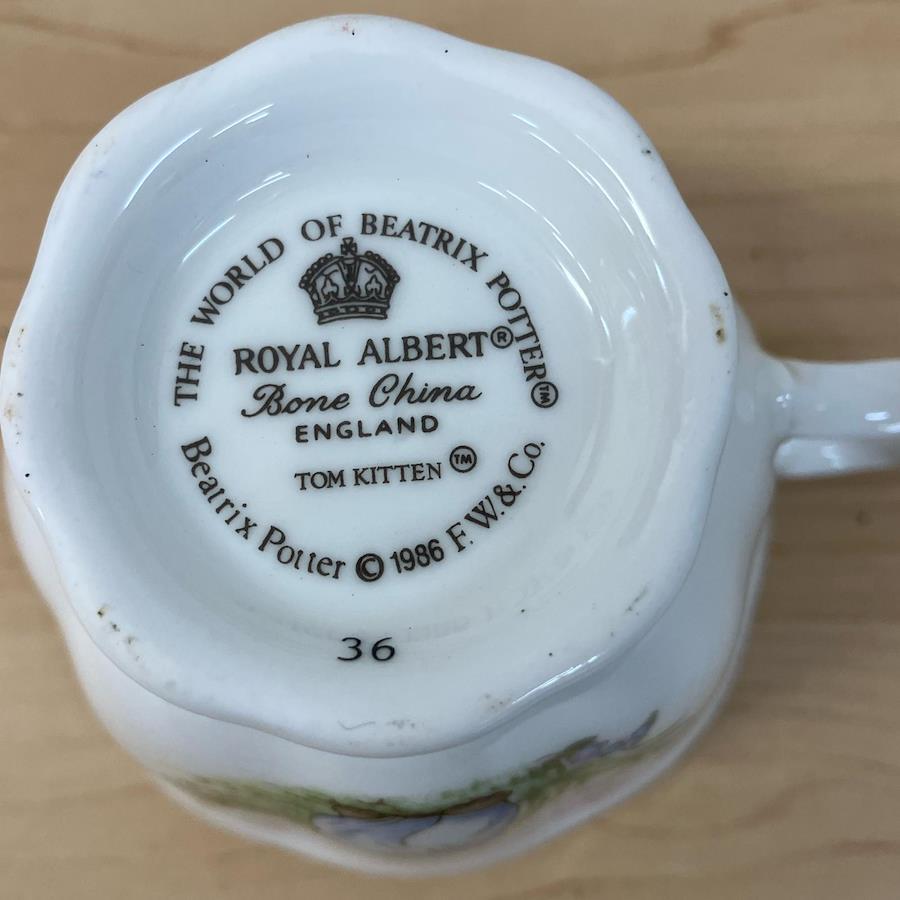 THE WORLD OF BEATRIX POTTER™
ROYAL ALBERT®
Bone China
ENGLAND
TOM KITTEN™
Beatrix Potter © 1986 F.W.& Co.
36